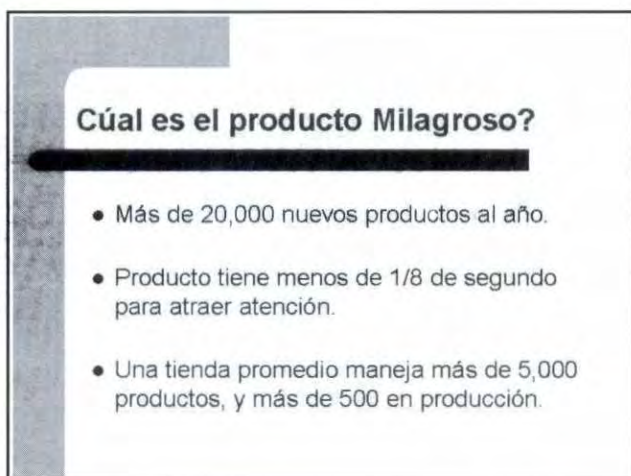 Cúal es el producto Milagroso?
• Más de 20,000 nuevos productos al año.
• Producto tiene menos de 1/8 de segundo
para atraer atención.
• Una tienda promedio maneja más de 5,000
productos, y más de 500 en producción.